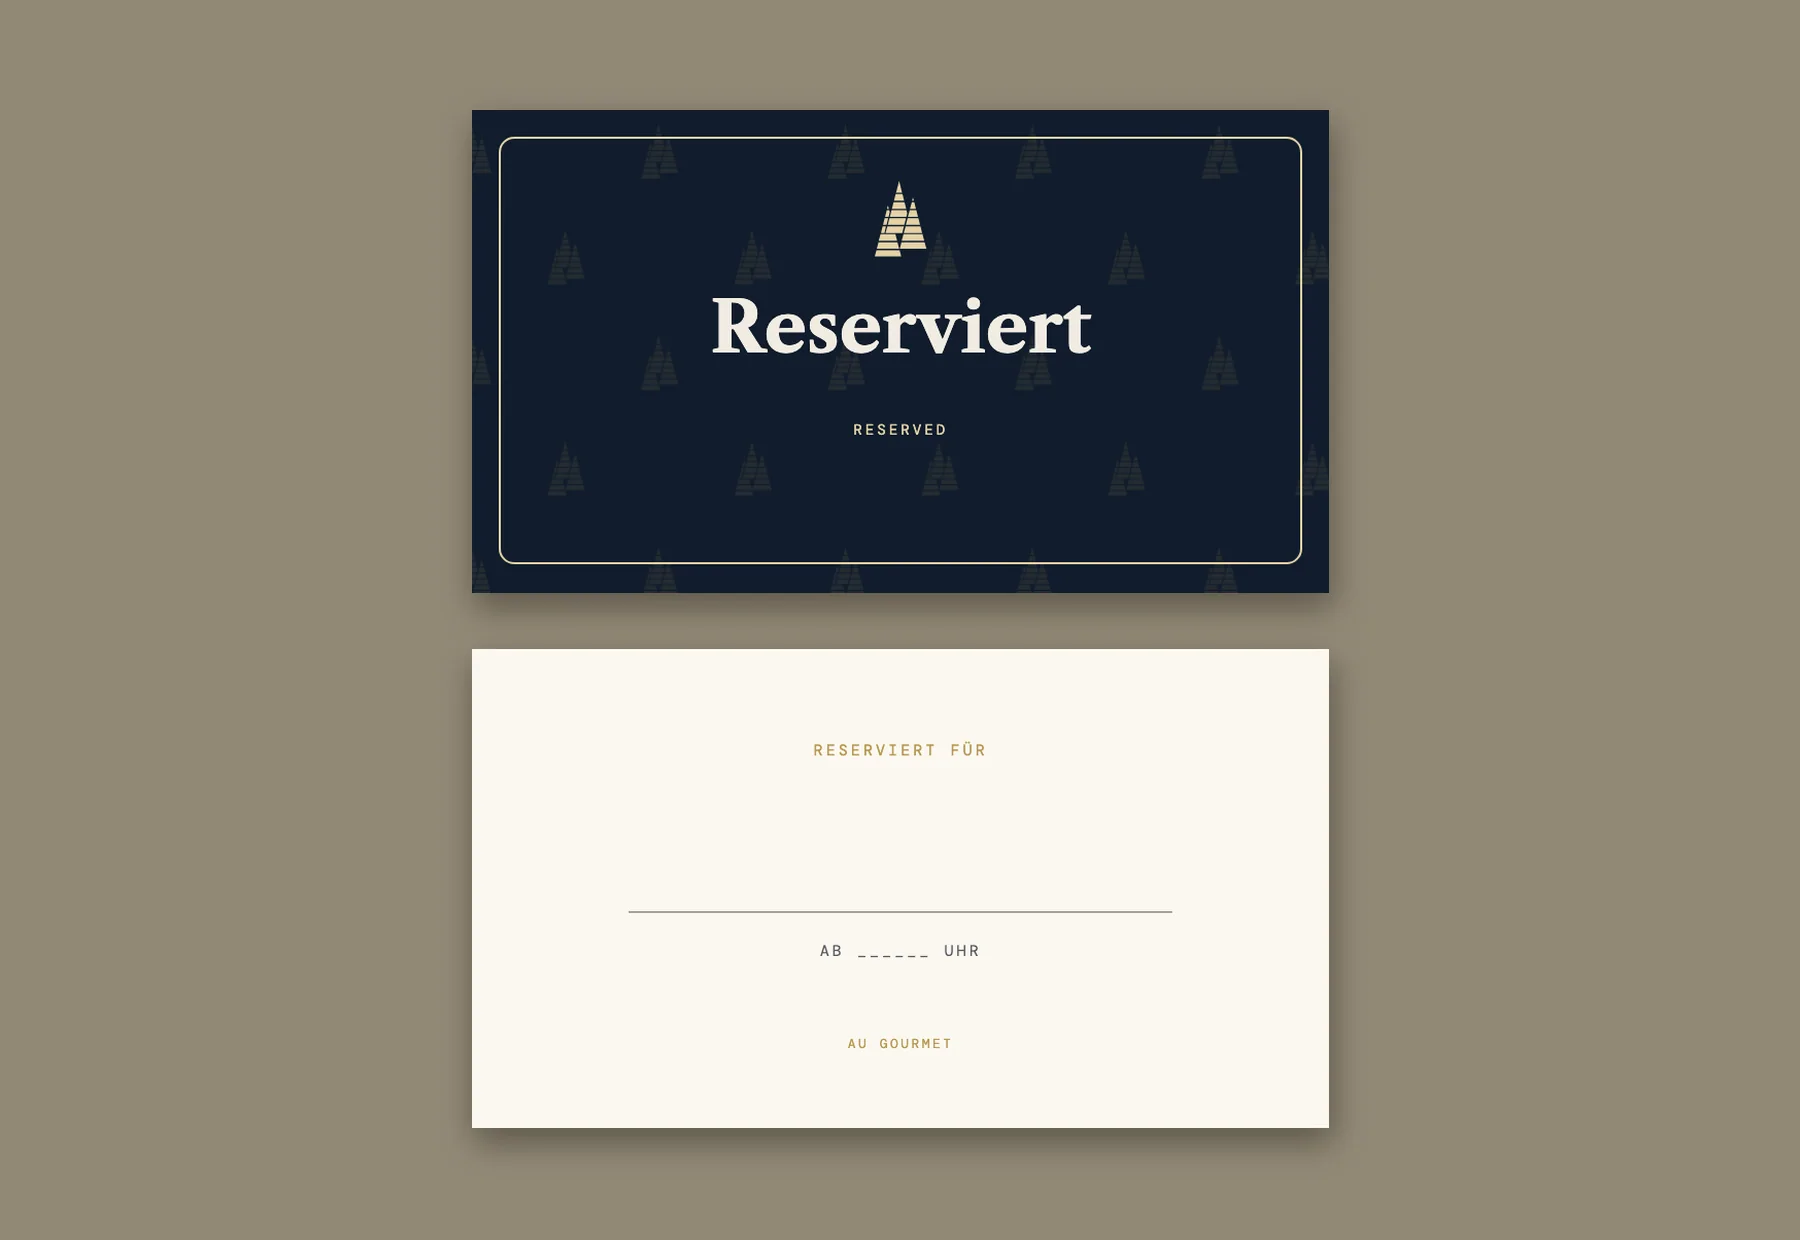 Reserviert
RESERVED
RESERVIERT FÜR
AB ______ UHR
AU GOURMET